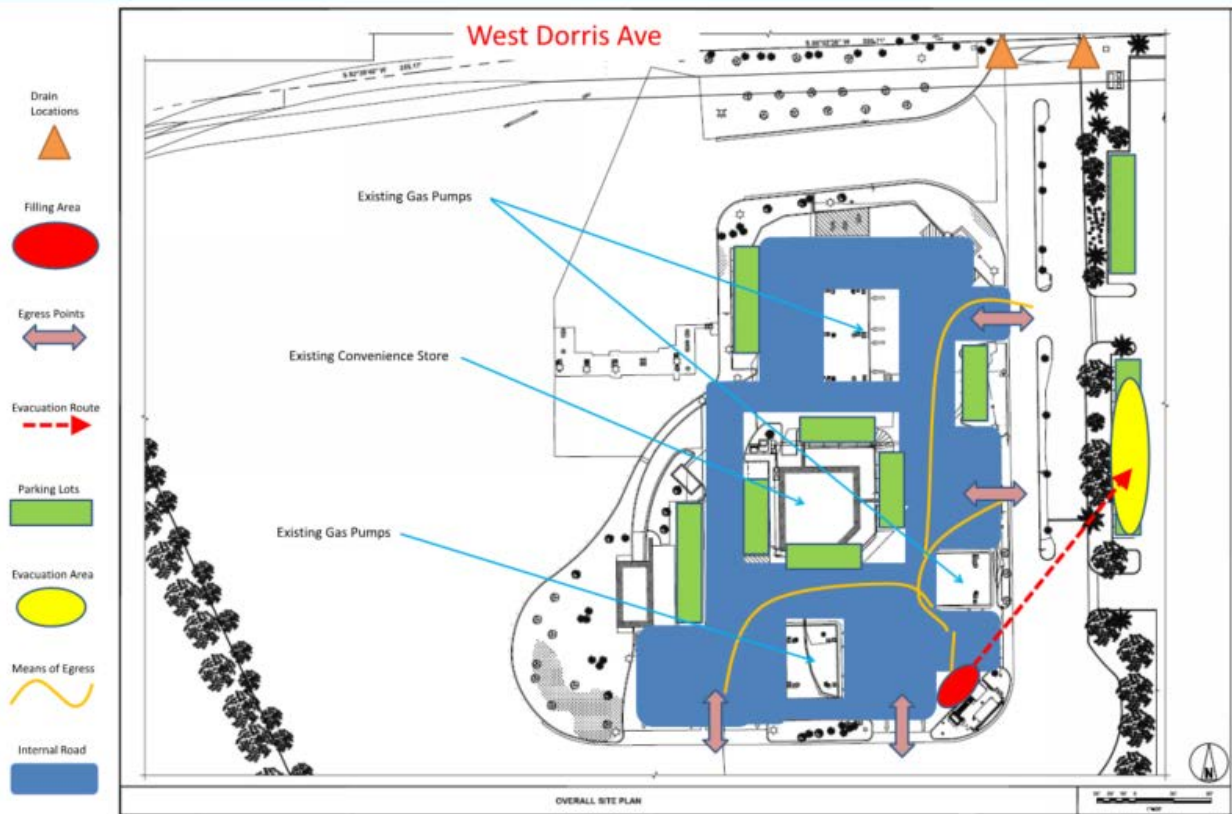 West Dorris Ave
Drain
Locations
Filling Area
Egress Points
Evacuation Route
Parking Lots
Evacuation Area
Means of Egress
Internal Road
Existing Gas Pumps
Existing Convenience Store
Existing Gas Pumps
N
OVERALL SITE PLAN